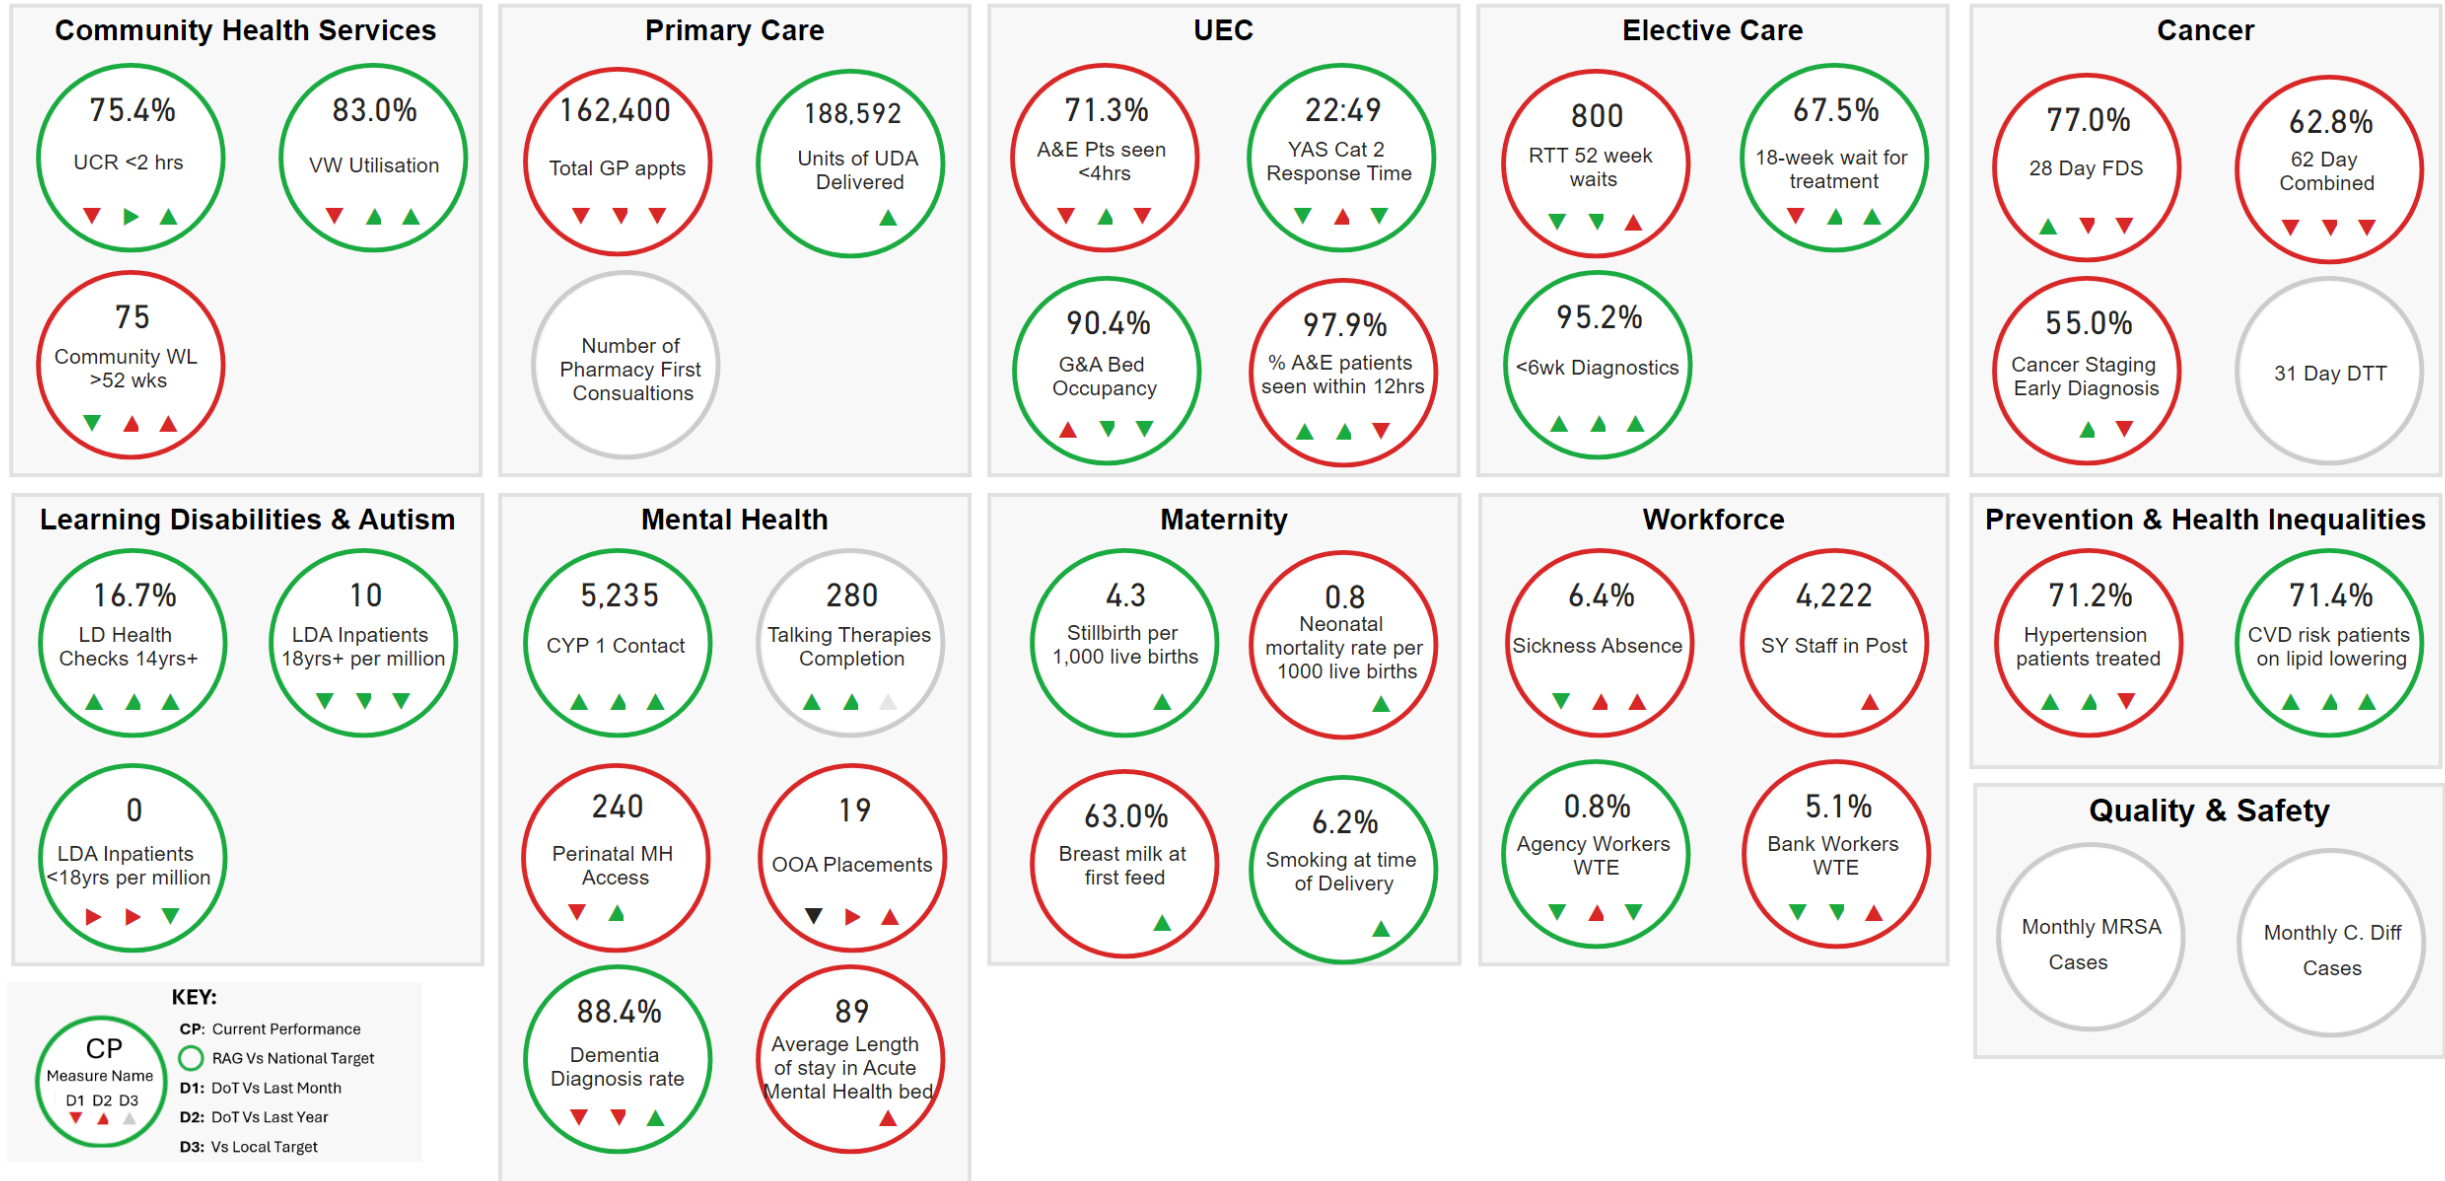 Community Health Services
75.4%
UCR <2 hrs
83.0%
VW Utilisation
75
Community WL
>52 wks
Primary Care
162,400
Total GP appts
188,592
Units of UDA
Delivered
Number of
Pharmacy First
Consualtions
UEC
71.3%
A&E Pts seen
<4hrs
22:49
YAS Cat 2
Response Time
90.4%
G&A Bed
Occupancy
97.9%
% A&E patients
seen within 12hrs
Elective Care
800
RTT 52 week
waits
67.5%
18-week wait for
treatment
95.2%
<6wk Diagnostics
Cancer
77.0%
28 Day FDS
62.8%
62 Day
Combined
55.0%
Cancer Staging
Early Diagnosis
31 Day DTT
Learning Disabilities & Autism
16.7%
LD Health
Checks 14yrs+
10
LDA Inpatients
18yrs+ per million
0
LDA Inpatients
<18yrs per million
Mental Health
5,235
CYP 1 Contact
280
Talking Therapies
Completion
240
Perinatal MH
Access
19
OOA Placements
88.4%
Dementia
Diagnosis rate
89
Average Length
of stay in Acute
Mental Health bed
Maternity
4.3
Stillbirth per
1,000 live births
0.8
Neonatal
mortality rate per
1000 live births
63.0%
Breast milk at
first feed
6.2%
Smoking at time
of Delivery
Workforce
6.4%
Sickness Absence
4,222
SY Staff in Post
0.8%
Agency Workers
WTE
5.1%
Bank Workers
WTE
Prevention & Health Inequalities
71.2%
Hypertension
patients treated
71.4%
CVD risk patients
on lipid lowering
Quality & Safety
Monthly MRSA
Cases
Monthly C. Diff
Cases
KEY:
CP
Measure Name
D1 D2 D3
CP: Current Performance
RAG Vs National Target
D1: DoT Vs Last Month
D2: DoT Vs Last Year
D3: Vs Local Target